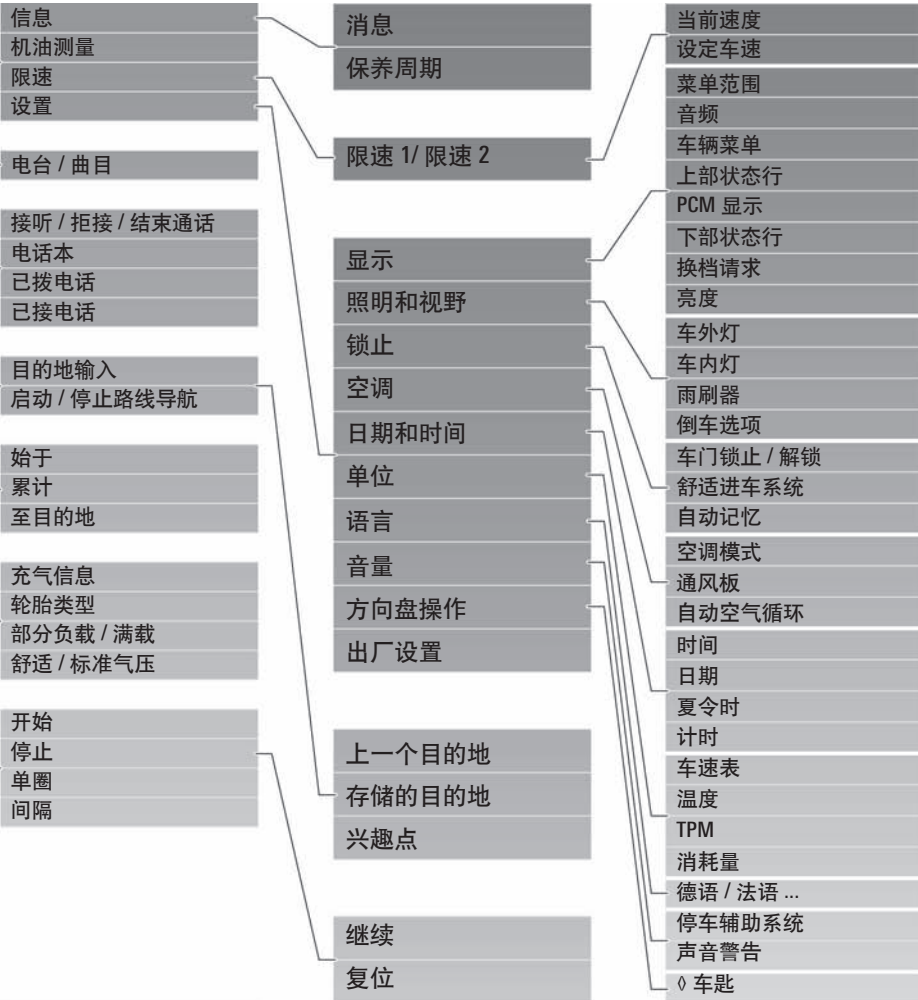 信息
机油测量
限速
设置
电台 / 曲目
接听 / 拒接 / 结束通话
电话本
已拨电话
已接电话
目的地输入
启动 / 停止路线导航
始于
累计
至目的地
充气信息
轮胎类型
部分负载 / 满载
舒适 / 标准气压
开始
停止
单圈
间隔
消息
保养周期
限速 1/ 限速 2
显示
照明和视野
锁止
空调
日期和时间
单位
语言
音量
方向盘操作
出厂设置
上一个目的地
存储的目的地
兴趣点
继续
复位
当前速度
设定车速
菜单范围
音频
车辆菜单
上部状态行
PCM 显示
下部状态行
换档请求
亮度
车外灯
车内灯
雨刷器
倒车选项
车门锁止 / 解锁
舒适进车系统
自动记忆
空调模式
通风板
自动空气循环
时间
日期
夏令时
计时
车速表
温度
TPM
消耗量
德语 / 法语 ...
停车辅助系统
声音警告
◊ 车匙